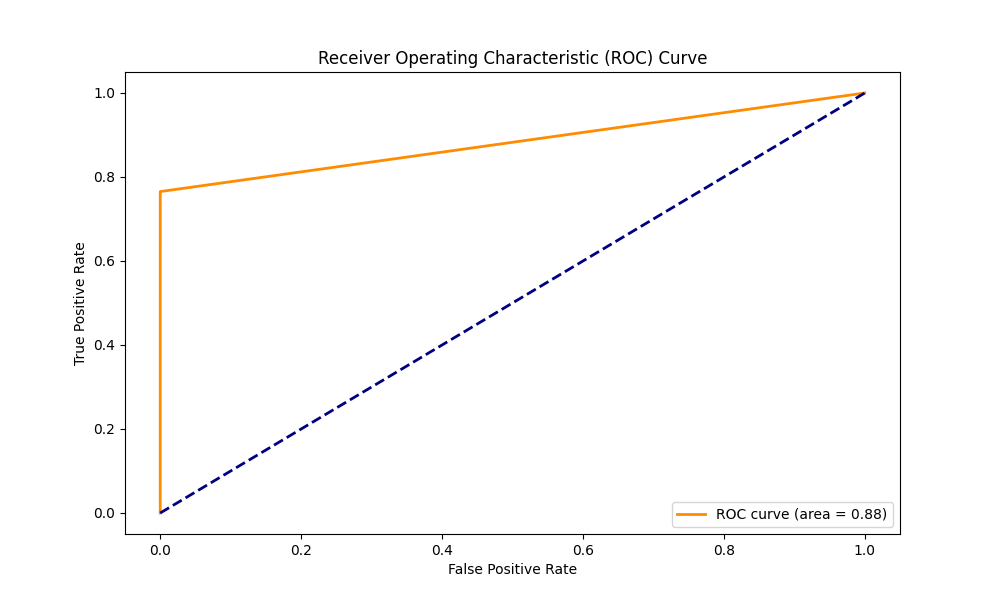 Receiver Operating Characteristic (ROC) Curve
1.0
0.8
0.6
0.4
0.2
0.0
True Positive Rate
ROC curve (area = 0.88)
0.0 0.2 0.4 0.6 0.8 1.0
False Positive Rate